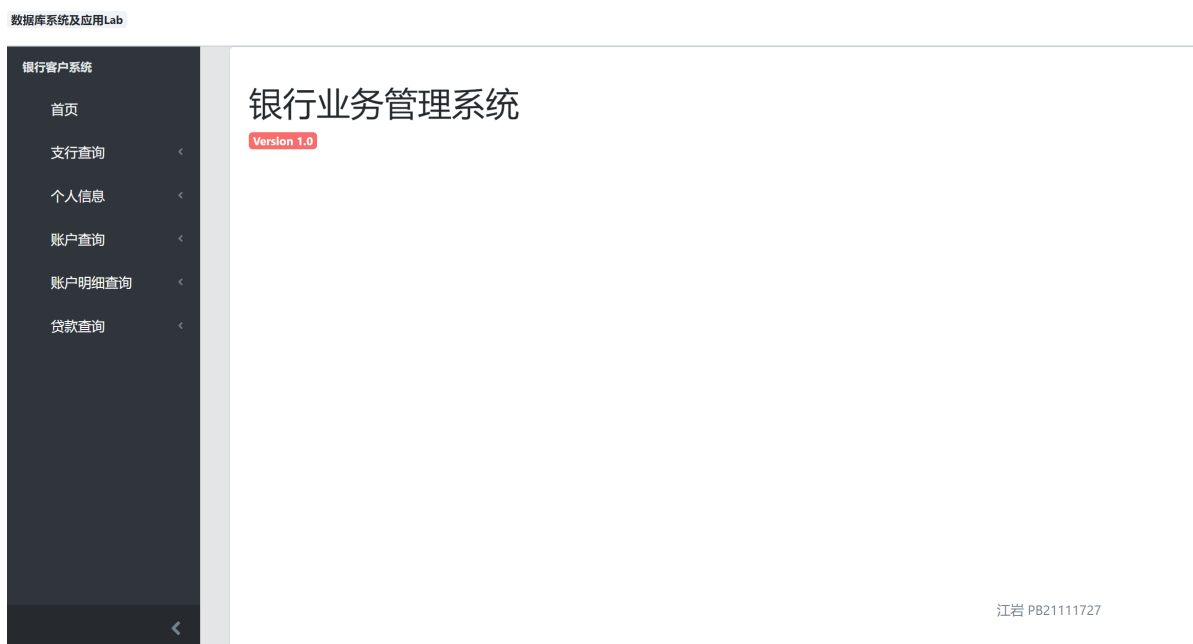 数据库系统及应用Lab
银行客户系统
首页
支行查询
个人信息
账户查询
账户明细查询
贷款查询
银行业务管理系统
Version 1.0
江岩 PB21111727